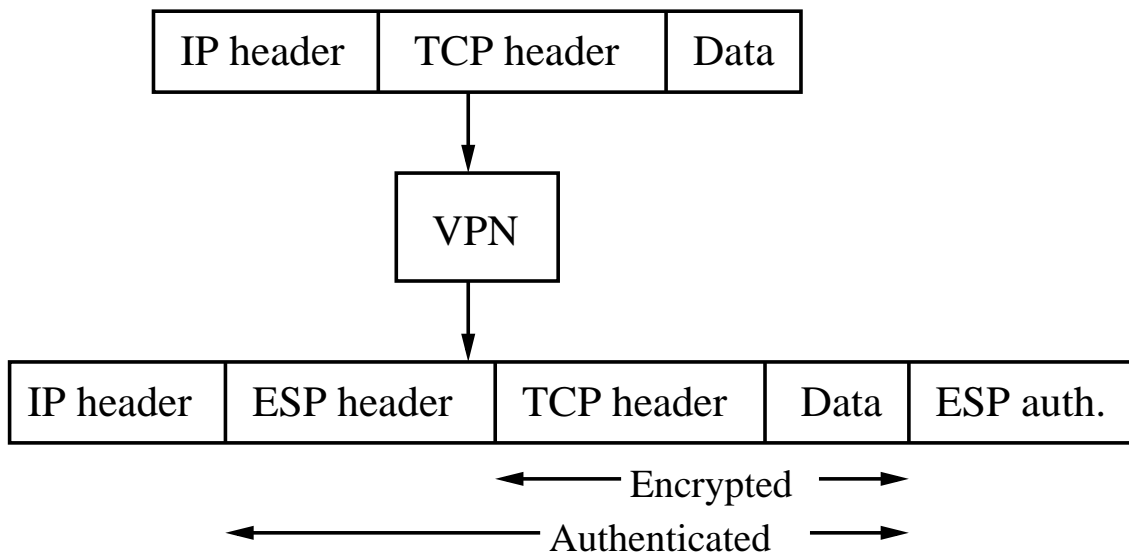 IP header TCP header Data
VPN
IP header ESP header TCP header Data ESP auth.
Encrypted
Authenticated